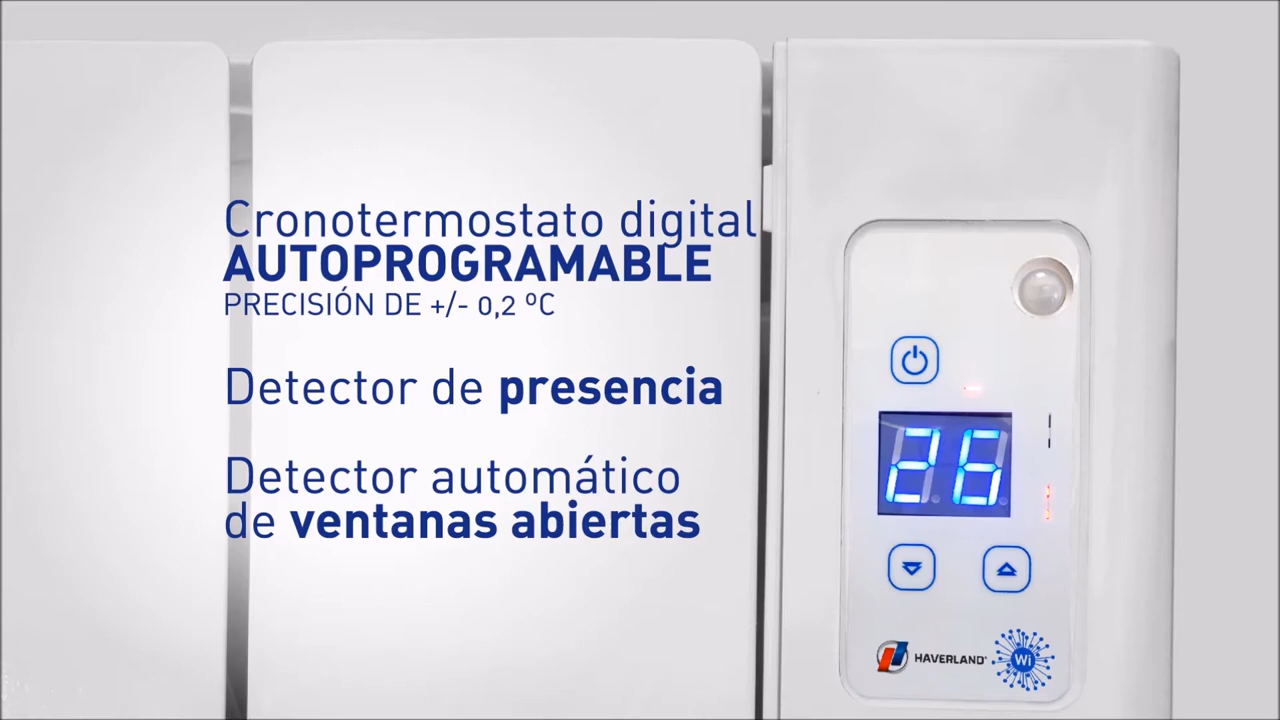 Cronotermostato digital
AUTOPROGRAMABLE
PRECISIÓN DE +/- 0,2 ºC
Detector de presencia
Detector automático
de ventanas abiertas
26
HAVERLAND
Wi